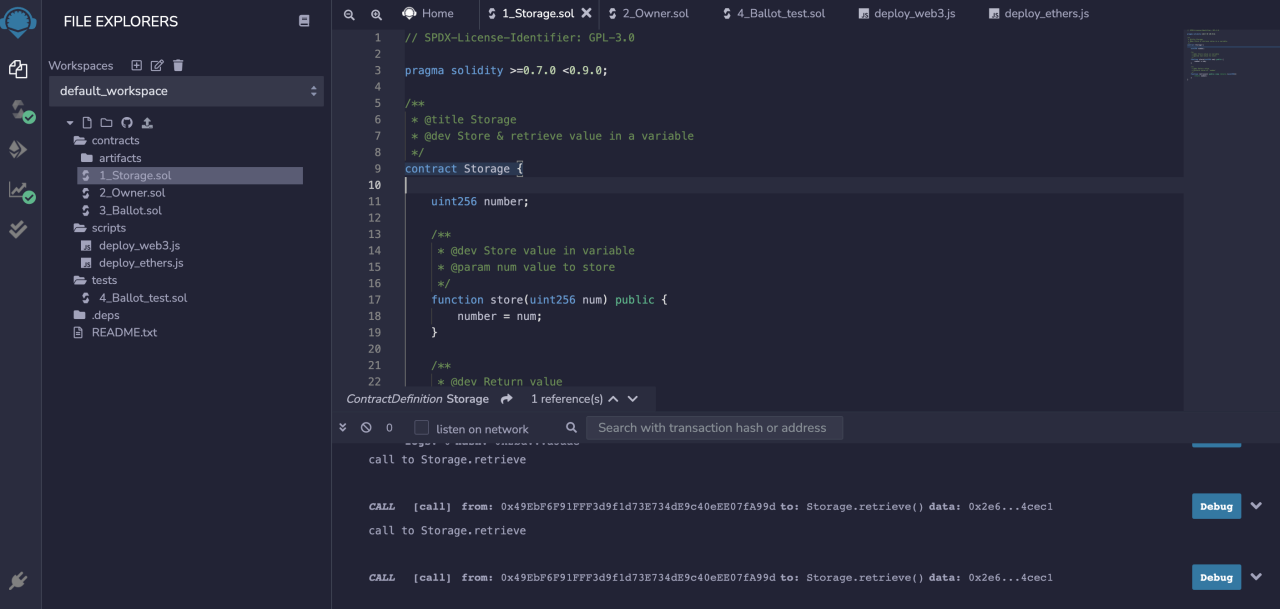 FILE EXPLORERS
Workspaces
default_workspace
contracts
artifacts
1_Storage.sol
2_Owner.sol
3_Ballot.sol
scripts
deploy_web3.js
deploy_ethers.js
tests
4_Ballot_test.sol
.deps
README.txt
Home 1_Storage.sol 2_Owner.sol 4_Ballot_test.sol deploy_web3.js deploy_ethers.js
1 // SPDX-License-Identifier: GPL-3.0
2
3 pragma solidity >=0.7.0 <0.9.0;
4
5 /**
6 * @title Storage
7 * @dev Store & retrieve value in a variable
8 */
9 contract Storage {
10
11 uint256 number;
12
13 /**
14 * @dev Store value in variable
15 * @param num value to store
16 */
17 function store(uint256 num) public {
18 number = num;
19 }
20
21 /**
22 * @dev Return value
ContractDefinition Storage 1 reference(s)
0 listen on network Search with transaction hash or address
call to Storage.retrieve
CALL [call] from: 0x49EbF6F91FFF3d9f1d73E734dE9c40eEE07fA99d to: Storage.retrieve() data: 0x2e6...4cec1 Debug
call to Storage.retrieve
CALL [call] from: 0x49EbF6F91FFF3d9f1d73E734dE9c40eEE07fA99d to: Storage.retrieve() data: 0x2e6...4cec1 Debug